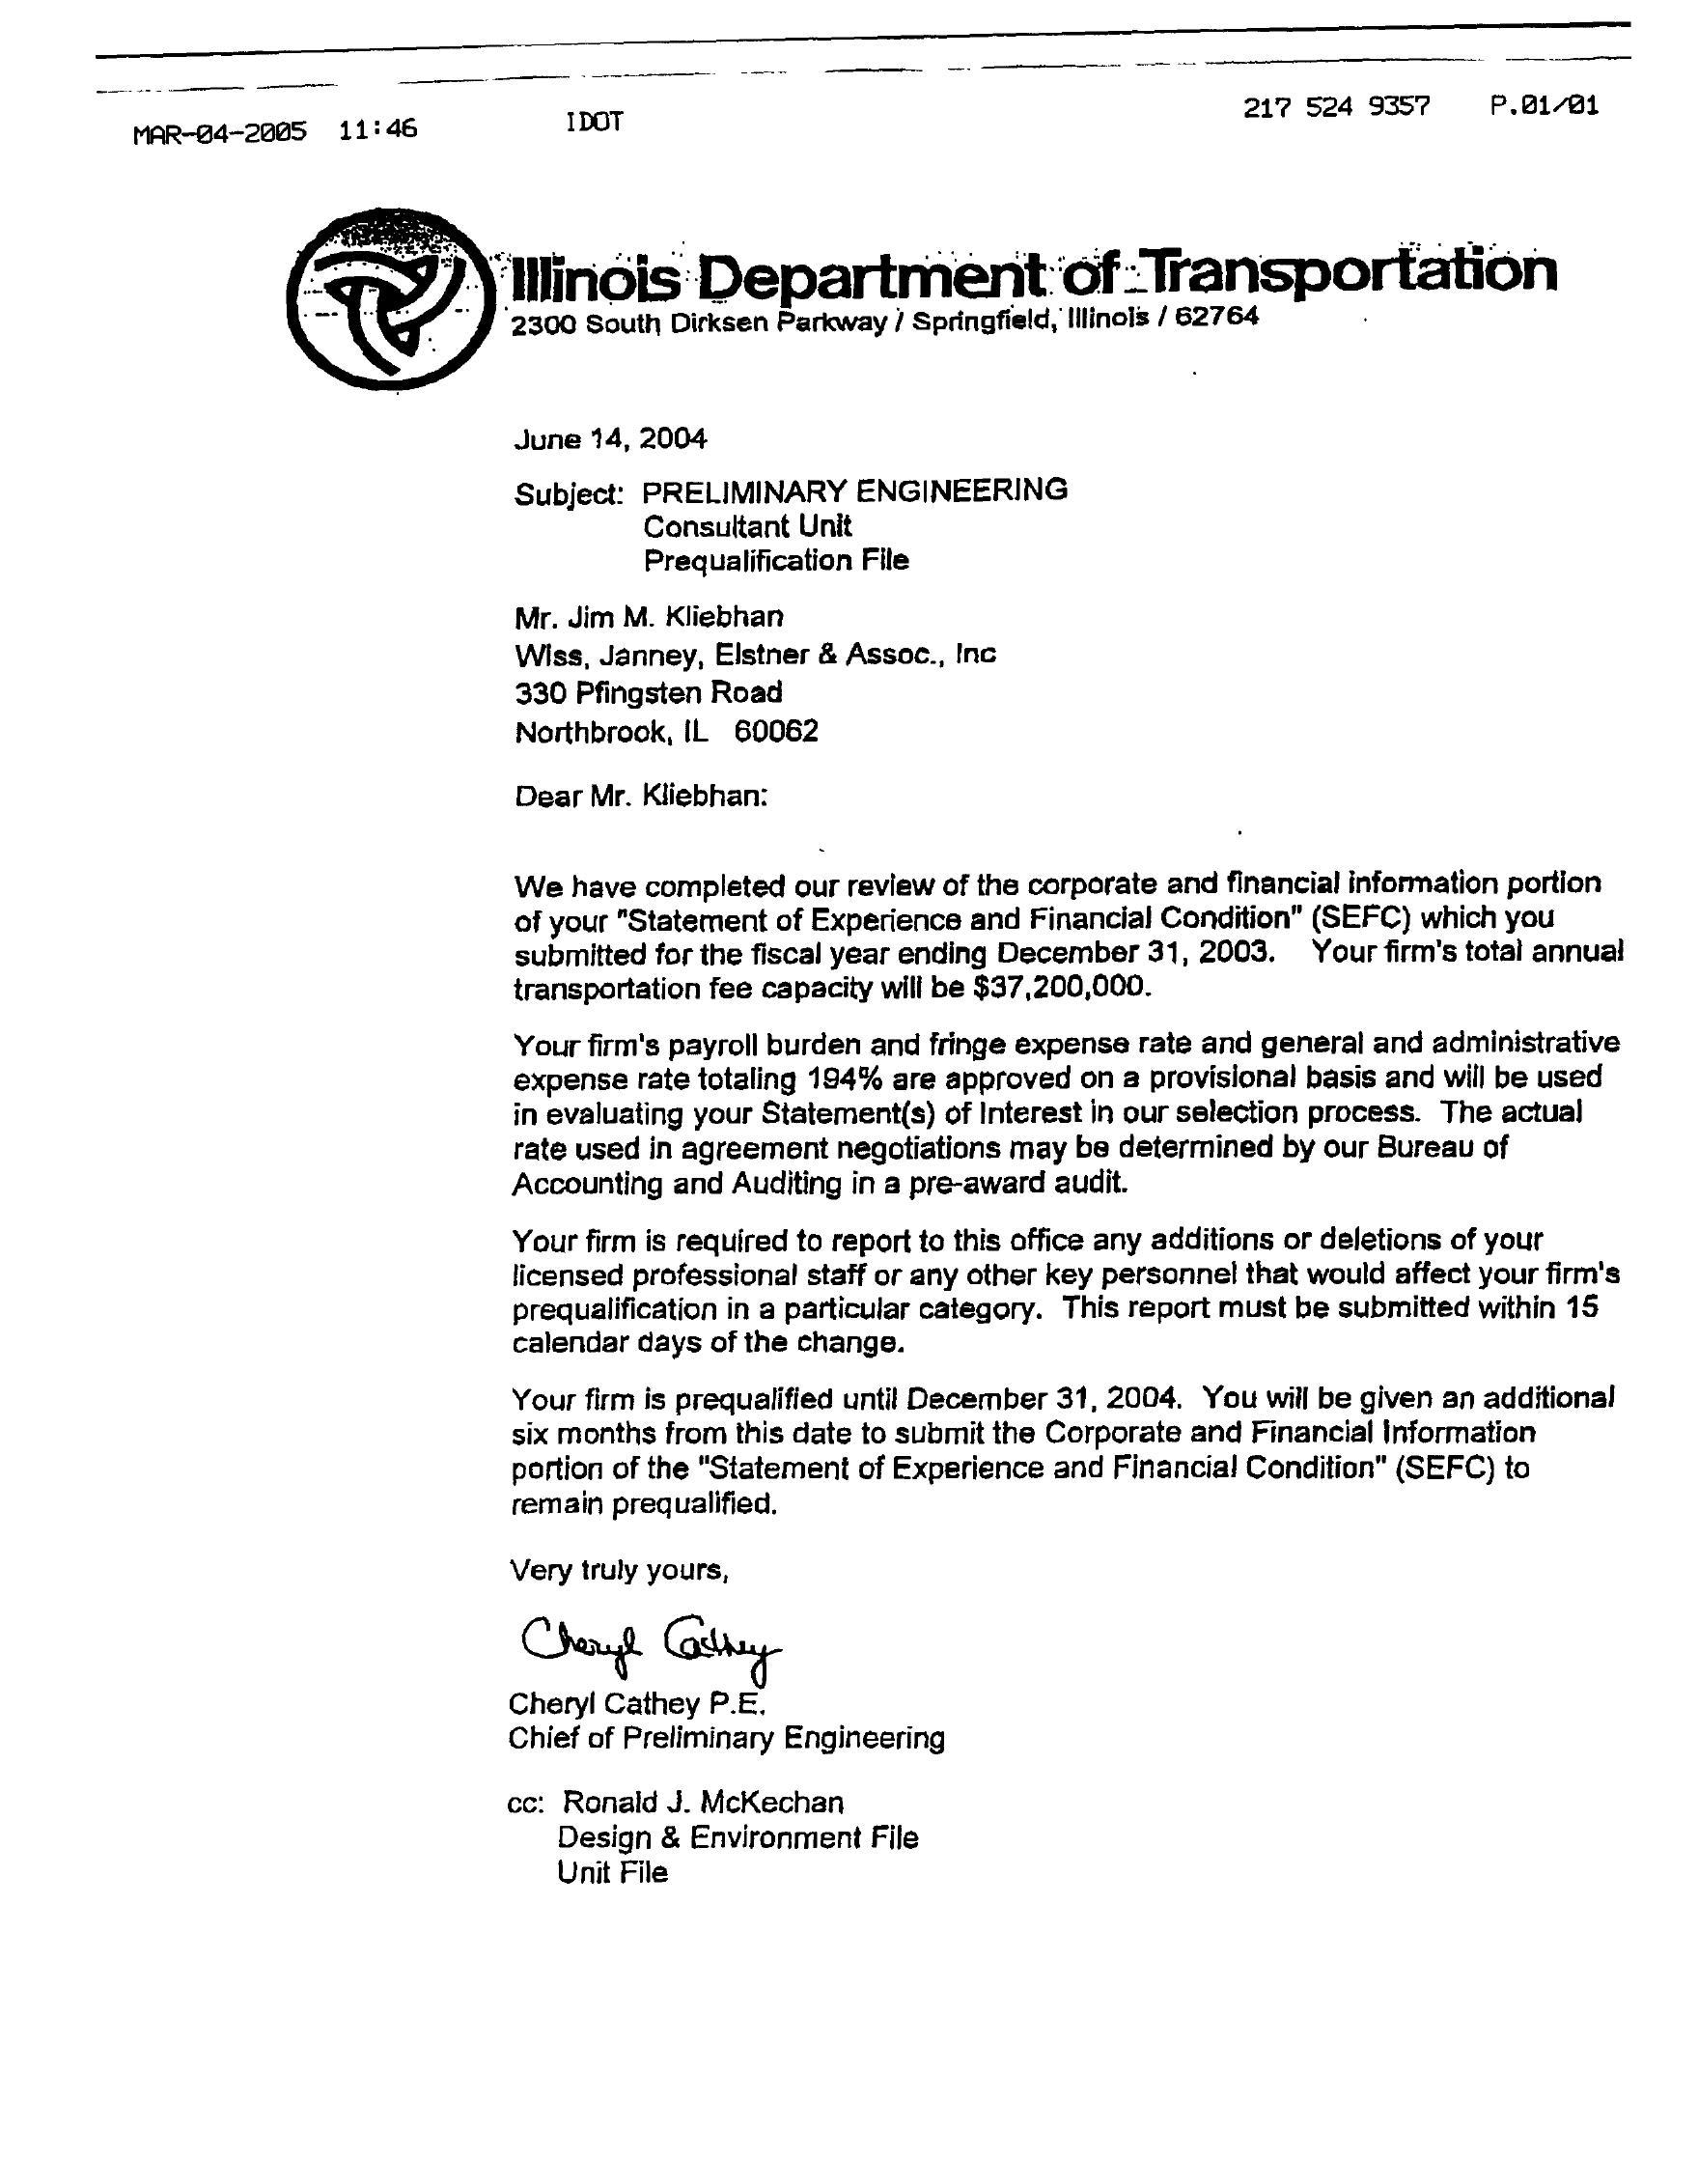 MAR-04-2005 11:46 IDOT 217 524 9357 P.01/01
Illinois Department of Transportation
2300 South Dirksen Parkway / Springfield, Illinois / 62764
June 14, 2004
Subject: PRELIMINARY ENGINEERING
Consultant Unit
Prequalification File
Mr. Jim M. Kliebhan
Wiss, Janney, Elstner & Assoc., Inc
330 Pfingsten Road
Northbrook, IL 60062
Dear Mr. Kliebhan:
We have completed our review of the corporate and financial information portion
of your "Statement of Experience and Financial Condition" (SEFC) which you
submitted for the fiscal year ending December 31, 2003. Your firm's total annual
transportation fee capacity will be $37,200,000.
Your firm's payroll burden and fringe expense rate and general and administrative
expense rate totaling 194% are approved on a provisional basis and will be used
in evaluating your Statement(s) of Interest in our selection process. The actual
rate used in agreement negotiations may be determined by our Bureau of
Accounting and Auditing in a pre-award audit.
Your firm is required to report to this office any additions or deletions of your
licensed professional staff or any other key personnel that would affect your firm's
prequalification in a particular category. This report must be submitted within 15
calendar days of the change.
Your firm is prequalified until December 31, 2004. You will be given an additional
six months from this date to submit the Corporate and Financial Information
portion of the "Statement of Experience and Financial Condition" (SEFC) to
remain prequalified.
Very truly yours,
Cheryl Cathey
Cheryl Cathey P.E.
Chief of Preliminary Engineering
cc: Ronald J. McKechan
Design & Environment File
Unit File